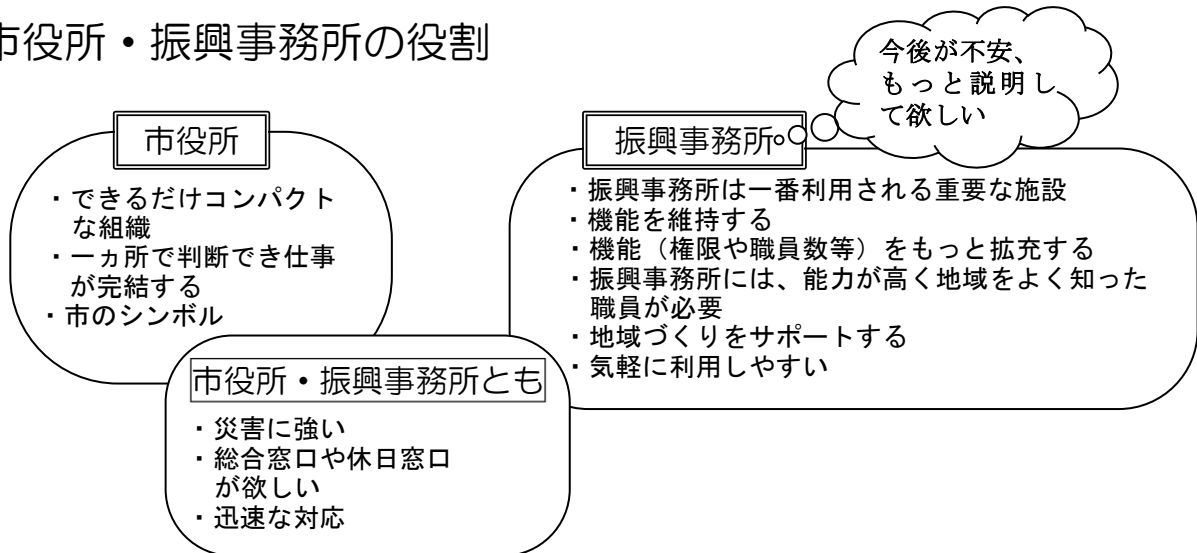 市役所・振興事務所の役割
今後が不安、
もっと説明し
て欲しい
市役所
・できるだけコンパクト
な組織
・一ヵ所で判断でき仕事
が完結する
・市のシンボル
振興事務所
・振興事務所は一番利用される重要な施設
・機能を維持する
・機能（権限や職員数等）をもっと拡充する
・振興事務所には、能力が高く地域をよく知った
職員が必要
・地域づくりをサポートする
・気軽に利用しやすい
市役所・振興事務所とも
・災害に強い
・総合窓口や休日窓口
が欲しい
・迅速な対応